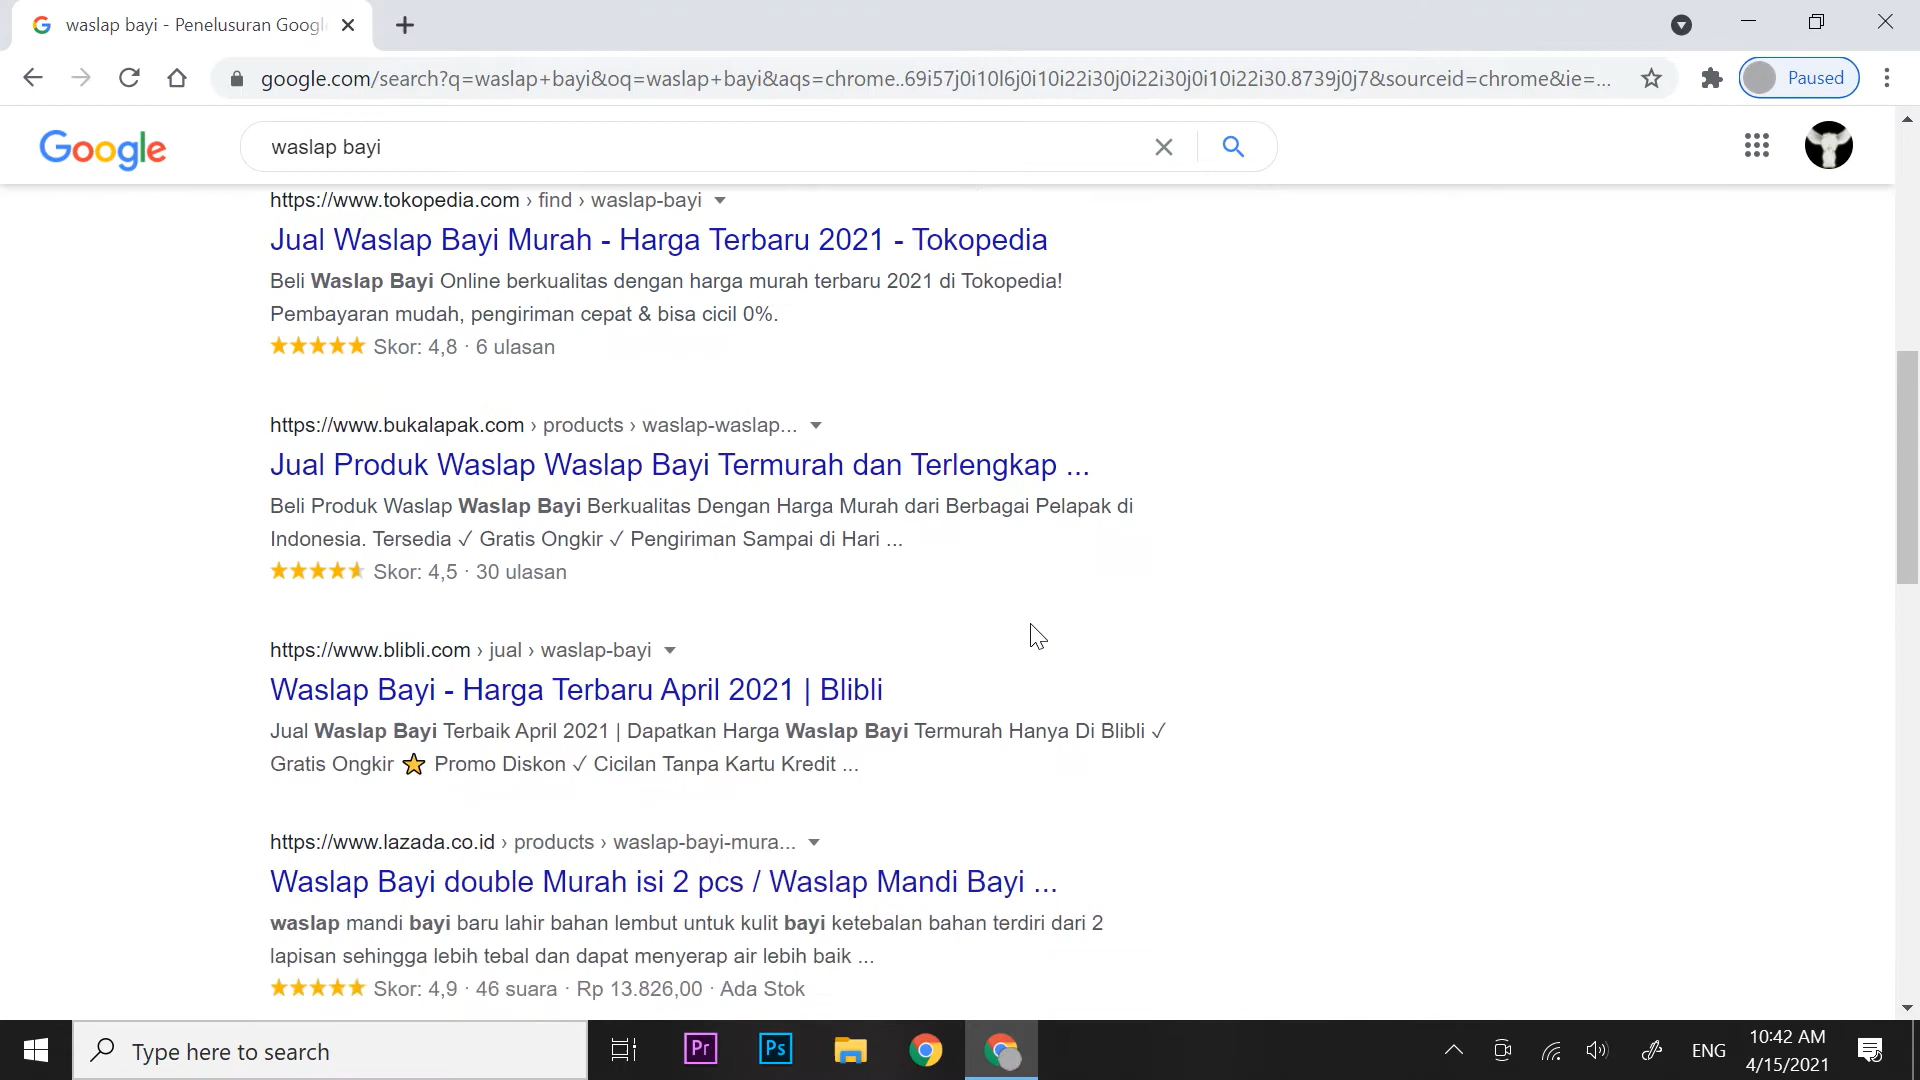 waslap bayi - Penelusuran Google
google.com/search?q=waslap+bayi&oq=waslap+bayi&aqs=chrome..69i57j0i10l6j0i10i22i30j0i22i30j0i10i22i30.8739j0j7&sourceid=chrome&ie=...
Paused
Google
waslap bayi
https://www.tokopedia.com › find › waslap-bayi
Jual Waslap Bayi Murah - Harga Terbaru 2021 - Tokopedia
Beli Waslap Bayi Online berkualitas dengan harga murah terbaru 2021 di Tokopedia!
Pembayaran mudah, pengiriman cepat & bisa cicil 0%.
★★★★★ Skor: 4,8 · 6 ulasan
https://www.bukalapak.com › products › waslap-waslap...
Jual Produk Waslap Waslap Bayi Termurah dan Terlengkap ...
Beli Produk Waslap Waslap Bayi Berkualitas Dengan Harga Murah dari Berbagai Pelapak di
Indonesia. Tersedia ✓ Gratis Ongkir ✓ Pengiriman Sampai di Hari ...
★★★★★ Skor: 4,5 · 30 ulasan
https://www.blibli.com › jual › waslap-bayi
Waslap Bayi - Harga Terbaru April 2021 | Blibli
Jual Waslap Bayi Terbaik April 2021 | Dapatkan Harga Waslap Bayi Termurah Hanya Di Blibli ✓
Gratis Ongkir ⭐ Promo Diskon ✓ Cicilan Tanpa Kartu Kredit ...
https://www.lazada.co.id › products › waslap-bayi-mura...
Waslap Bayi double Murah isi 2 pcs / Waslap Mandi Bayi ...
waslap mandi bayi baru lahir bahan lembut untuk kulit bayi ketebalan bahan terdiri dari 2
lapisan sehingga lebih tebal dan dapat menyerap air lebih baik ...
★★★★★ Skor: 4,9 · 46 suara · Rp 13.826,00 · Ada Stok
Type here to search
Pr
Ps
ENG
10:42 AM
4/15/2021